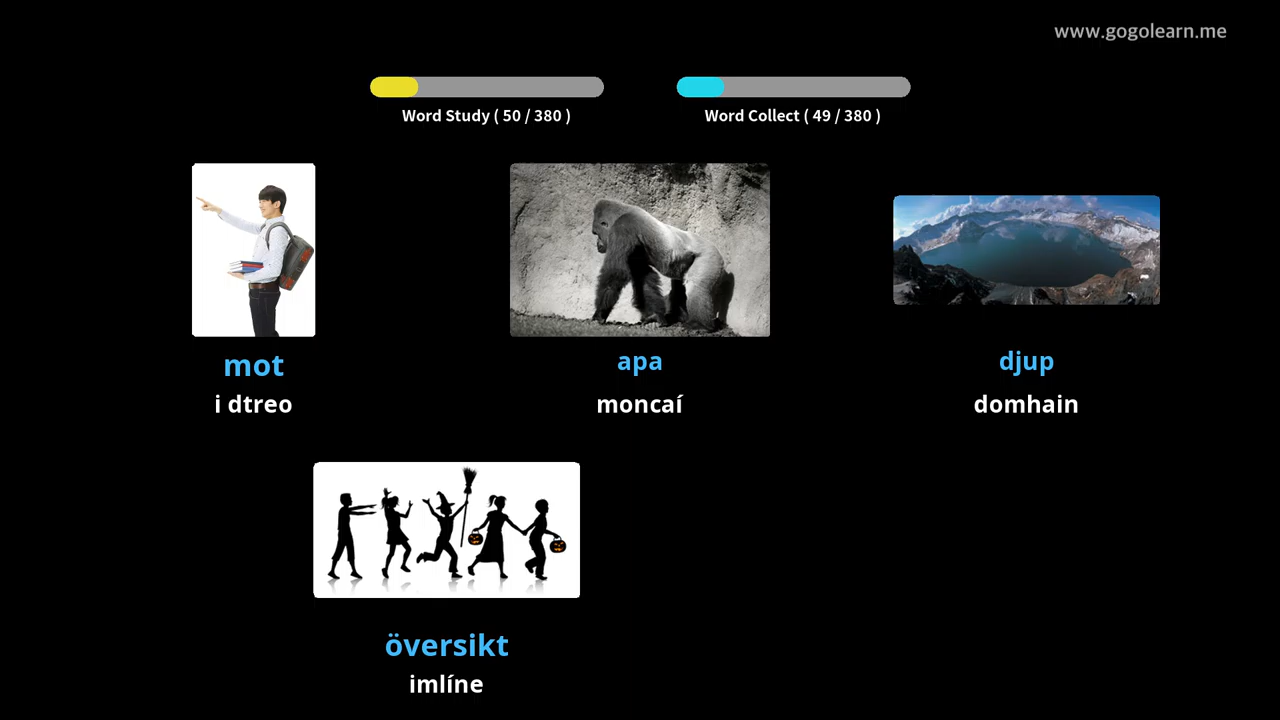 www.gogolearn.me
Word Study ( 50 / 380 )
Word Collect ( 49 / 380 )
mot
i dtreo
apa
moncaí
djup
domhain
översikt
imlíne